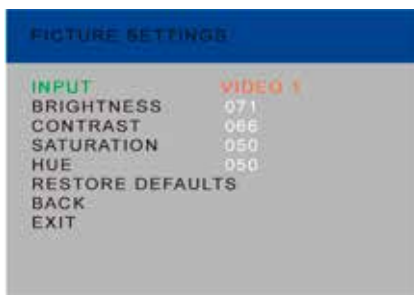 PICTURE SETTINGS
INPUT VIDEO 1
BRIGHTNESS 071
CONTRAST 066
SATURATION 050
HUE 050
RESTORE DEFAULTS
BACK
EXIT